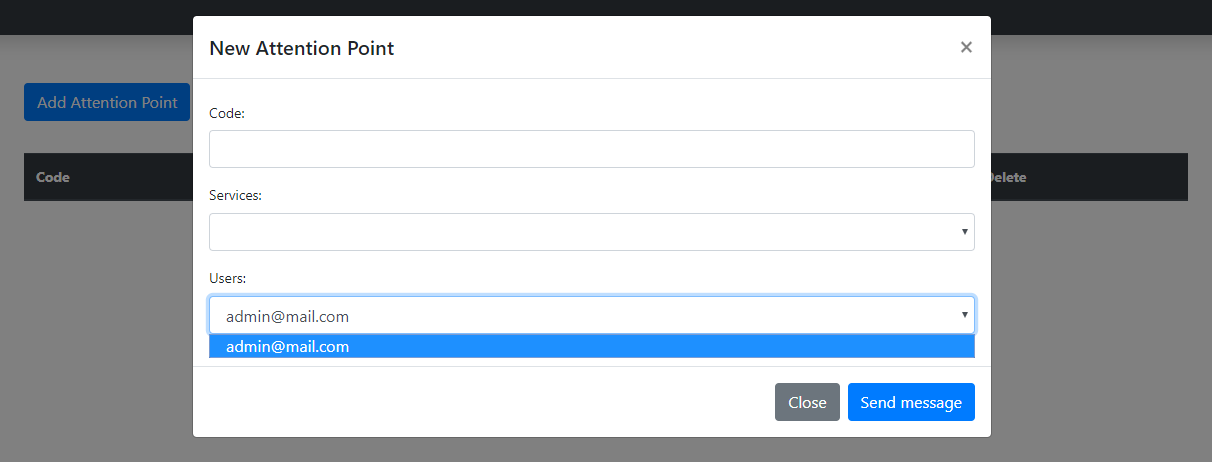 New Attention Point
×
Add Attention Point
Code:
Code
Delete
Services:
Users:
admin@mail.com
admin@mail.com
Close
Send message